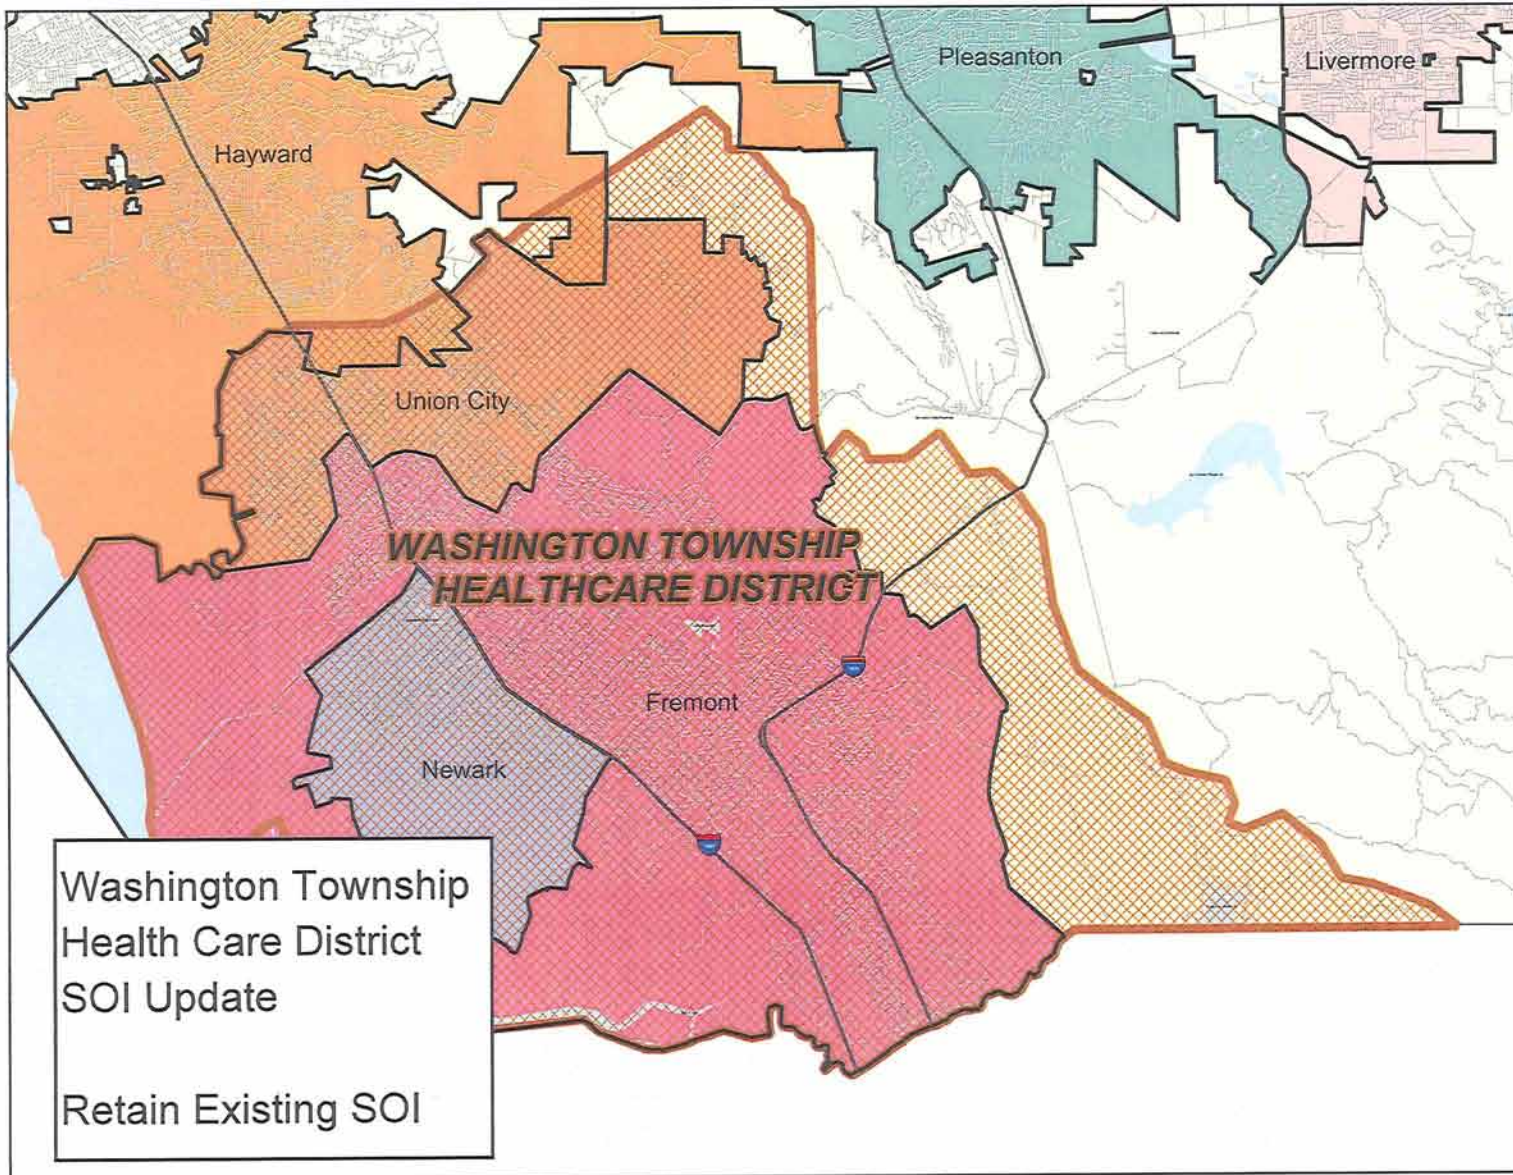 Pleasanton
Livermore
Hayward
Union City
WASHINGTON TOWNSHIP
HEALTHCARE DISTRICT
Fremont
Newark
Washington Township
Health Care District
SOI Update
Retain Existing SOI